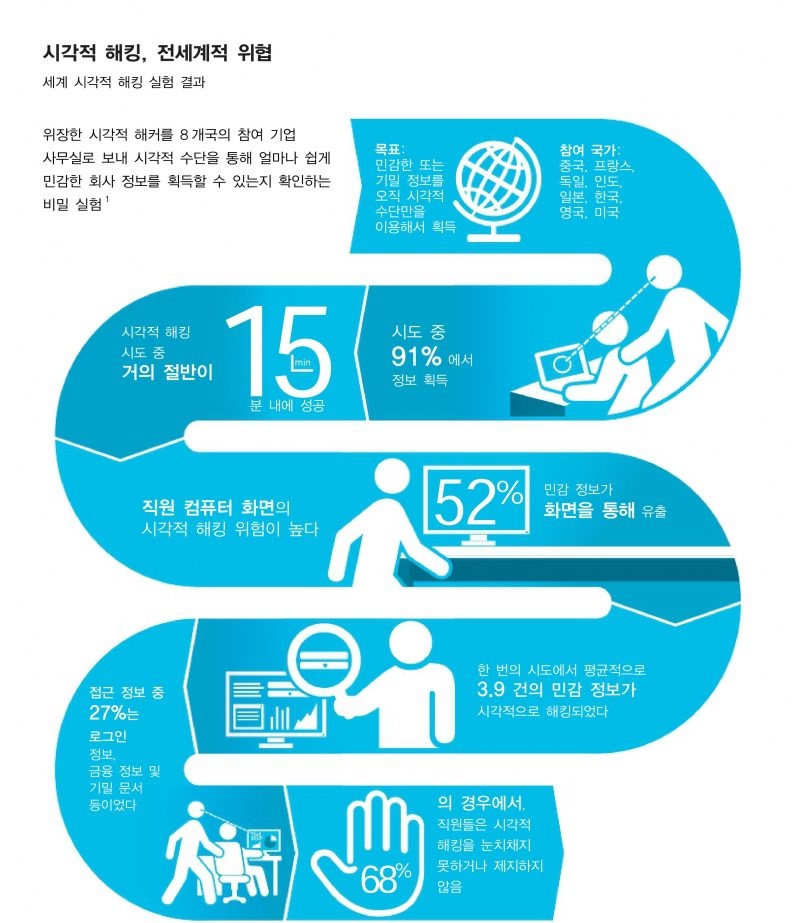 시각적 해킹, 전세계적 위협
세계 시각적 해킹 실험 결과
위장한 시각적 해커를 8개국의 참여 기업
사무실로 보내 시각적 수단을 통해 얼마나 쉽게
민감한 회사 정보를 획득할 수 있는지 확인하는
비밀 실험 1
목표:
민감한 또는
기밀 정보를
오직 시각적
수단만을
이용해서 획득
참여 국가:
중국, 프랑스,
독일, 인도,
일본, 한국,
영국, 미국
시도 중
91% 에서
정보 획득
시각적 해킹
시도 중
거의 절반이
15
min
분 내에 성공
직원 컴퓨터 화면의
시각적 해킹 위험이 높다
52%
민감 정보가
화면을 통해 유출
한 번의 시도에서 평균적으로
3.9 건의 민감 정보가
시각적으로 해킹되었다
접근 정보 중
27%는
로그인
정보,
금융 정보 및
기밀 문서
등이었다
68%
의 경우에서,
직원들은 시각적
해킹을 눈치채지
못하거나 제지하지
않음